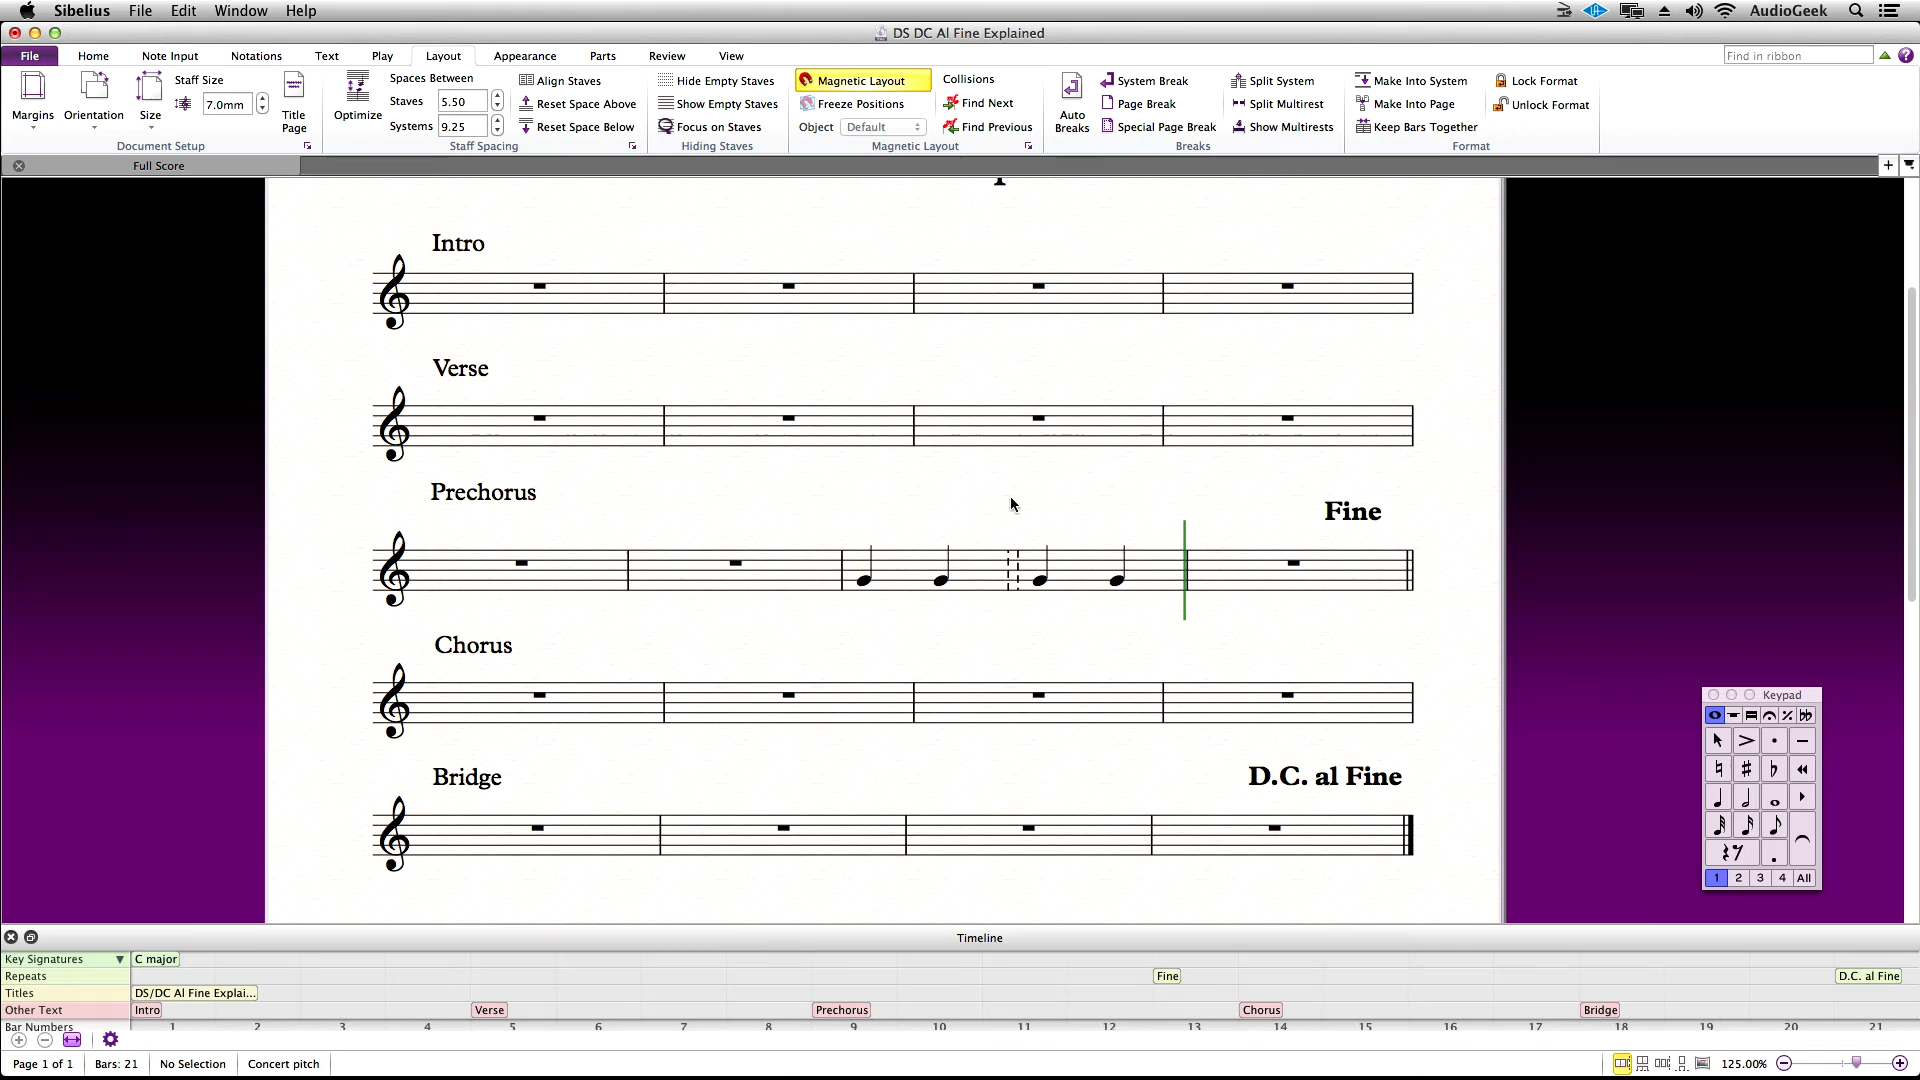 Sibelius File Edit Window Help AudioGeek
DS DC Al Fine Explained
File Home Note Input Notations Text Play Layout Appearance Parts Review View Find in ribbon
Margins Orientation Size Staff Size 7.0mm Title Page Document Setup
Optimize Spaces Between Staves 5.50 Systems 9.25 Align Staves Reset Space Above Reset Space Below Staff Spacing
Hide Empty Staves Show Empty Staves Focus on Staves Hiding Staves
Magnetic Layout Freeze Positions Object Default Collisions Find Next Find Previous Magnetic Layout
Auto Breaks System Break Page Break Special Page Break Split System Split Multirest Show Multirests Breaks
Make Into System Make Into Page Keep Bars Together Lock Format Unlock Format Format
Full Score
Intro
Verse
Prechorus
Fine
Chorus
Bridge
D.C. al Fine
Keypad
1 2 3 4 All
Timeline
Key Signatures C major
Repeats Fine D.C. al Fine
Titles DS/DC Al Fine Explai...
Other Text Intro Verse Prechorus Chorus Bridge
Bar Numbers 1 2 3 4 5 6 7 8 9 10 11 12 13 14 15 16 17 18 19 20 21
Page 1 of 1 Bars: 21 No Selection Concert pitch 125.00%